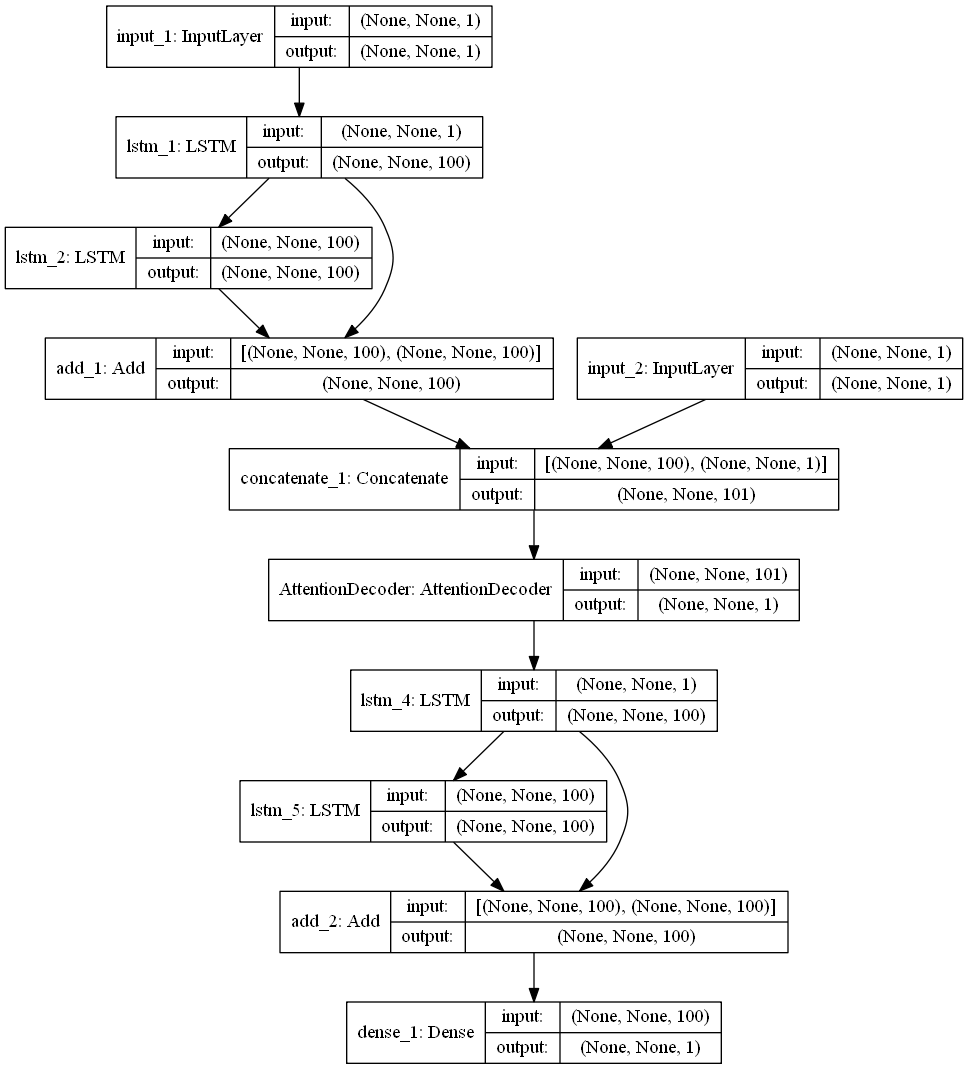 input_1: InputLayer
input: (None, None, 1)
output: (None, None, 1)
lstm_1: LSTM
input: (None, None, 1)
output: (None, None, 100)
lstm_2: LSTM
input: (None, None, 100)
output: (None, None, 100)
add_1: Add
input: [(None, None, 100), (None, None, 100)]
output: (None, None, 100)
input_2: InputLayer
input: (None, None, 1)
output: (None, None, 1)
concatenate_1: Concatenate
input: [(None, None, 100), (None, None, 1)]
output: (None, None, 101)
AttentionDecoder: AttentionDecoder
input: (None, None, 101)
output: (None, None, 1)
lstm_4: LSTM
input: (None, None, 1)
output: (None, None, 100)
lstm_5: LSTM
input: (None, None, 100)
output: (None, None, 100)
add_2: Add
input: [(None, None, 100), (None, None, 100)]
output: (None, None, 100)
dense_1: Dense
input: (None, None, 100)
output: (None, None, 1)